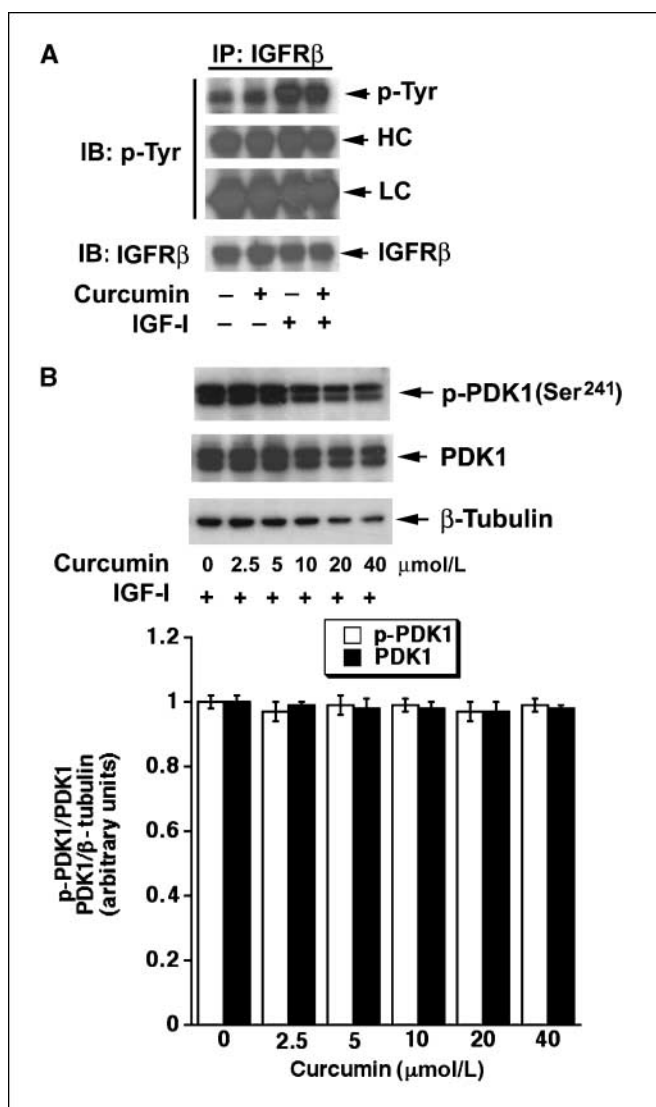 A
IP: IGFRβ
p-Tyr
IB: p-Tyr
HC
LC
IB: IGFRβ
IGFRβ
Curcumin – + – +
IGF-I – – + +
B
p-PDK1(Ser241)
PDK1
β-Tubulin
Curcumin 0 2.5 5 10 20 40 μmol/L
IGF-I + + + + + +
p-PDK1
PDK1
1.2
1
0.8
0.6
0.4
0.2
0
p-PDK1/PDK1
PDK1/β-tubulin
(arbitrary units)
0 2.5 5 10 20 40
Curcumin (μmol/L)